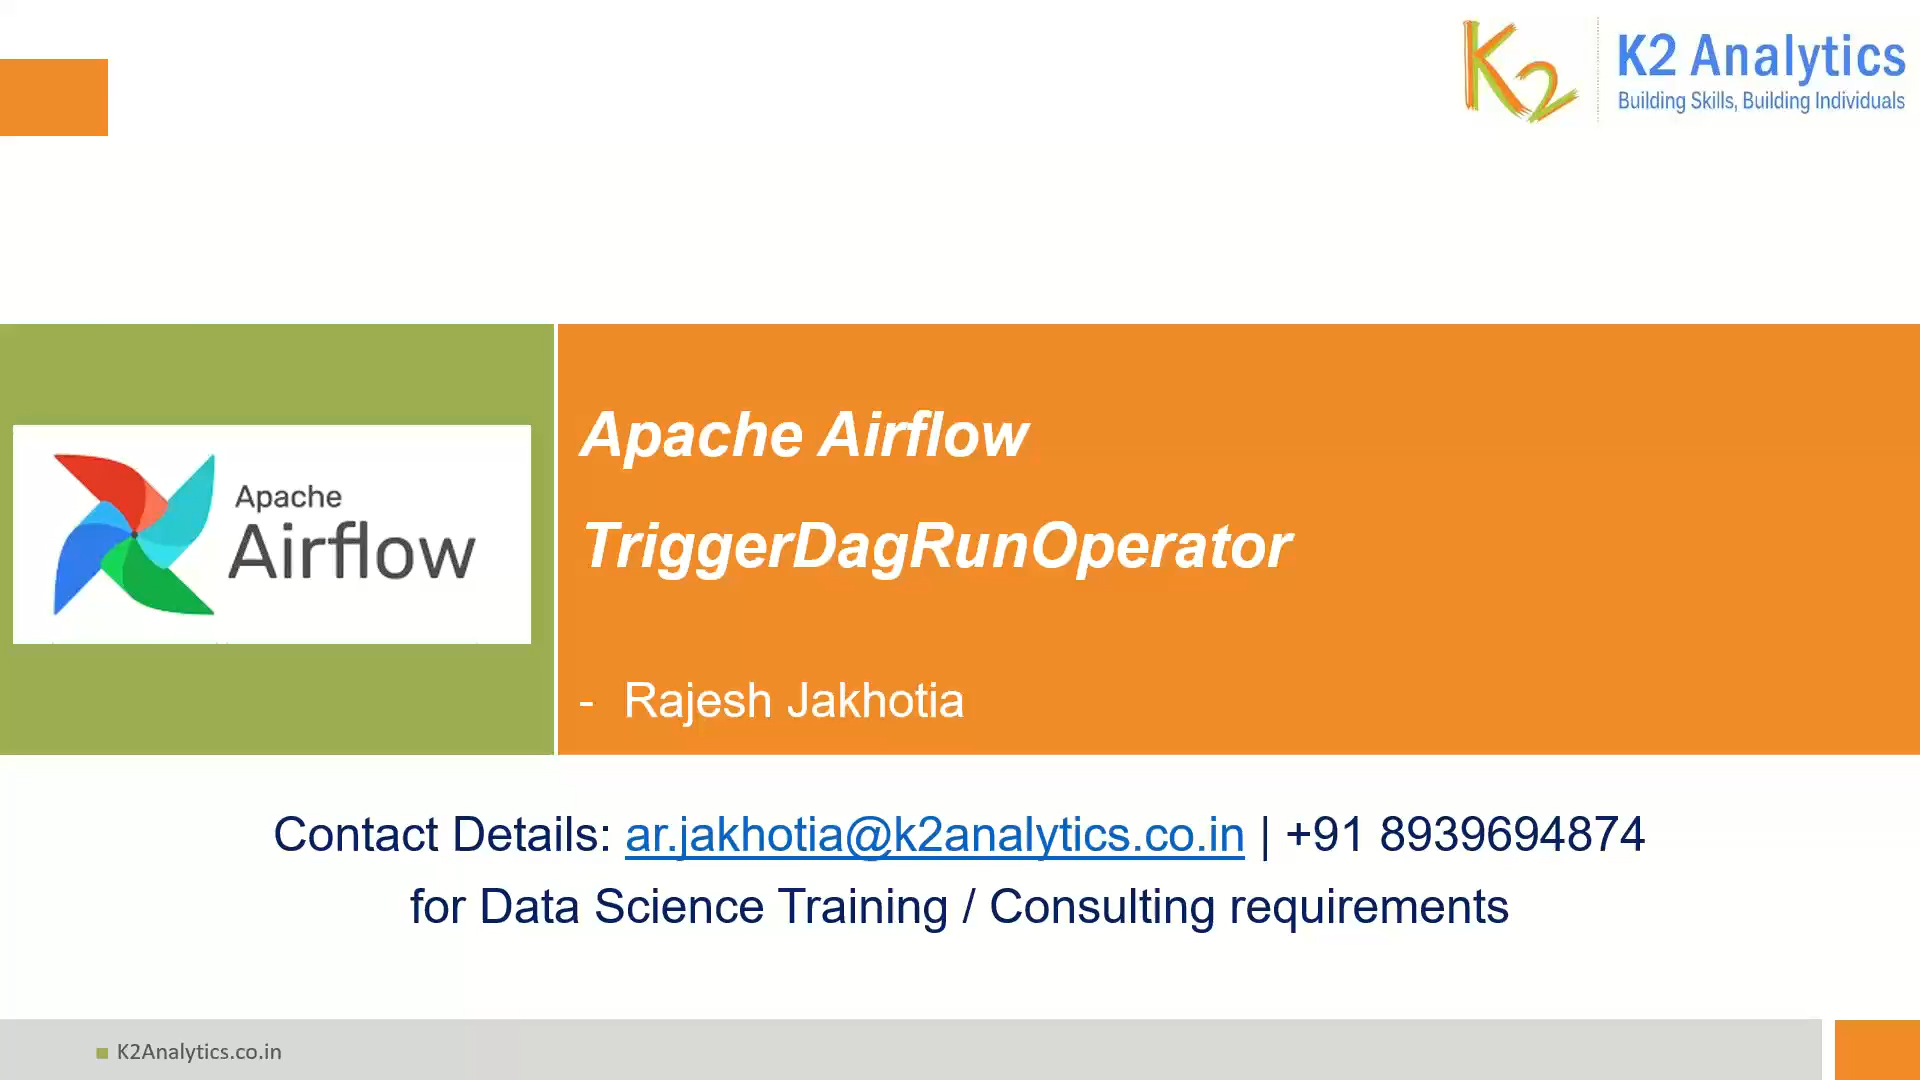 K2 K2 Analytics
Building Skills, Building Individuals
Apache
Airflow
Apache Airflow
TriggerDagRunOperator
- Rajesh Jakhotia
Contact Details: ar.jakhotia@k2analytics.co.in | +91 8939694874
for Data Science Training / Consulting requirements
K2Analytics.co.in